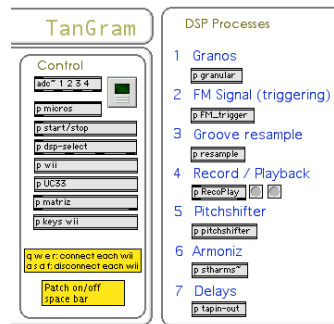 TanGram
Control
adc~ 1 2 3 4
p micros
p start/stop
p dsp-select
p wii
p UC33
p matriz
p keys wii
q w e r: connect each wii
a s d f: disconnect each wii
Patch on/off
space bar
DSP Processes
1 Granos
p granular
2 FM Signal (triggering)
p FM_trigger
3 Groove resample
p resample
4 Record / Playback
p RecoPlay
5 Pitchshifter
p pitchshifter
6 Armoniz
p stharms~
7 Delays
p tapin-out